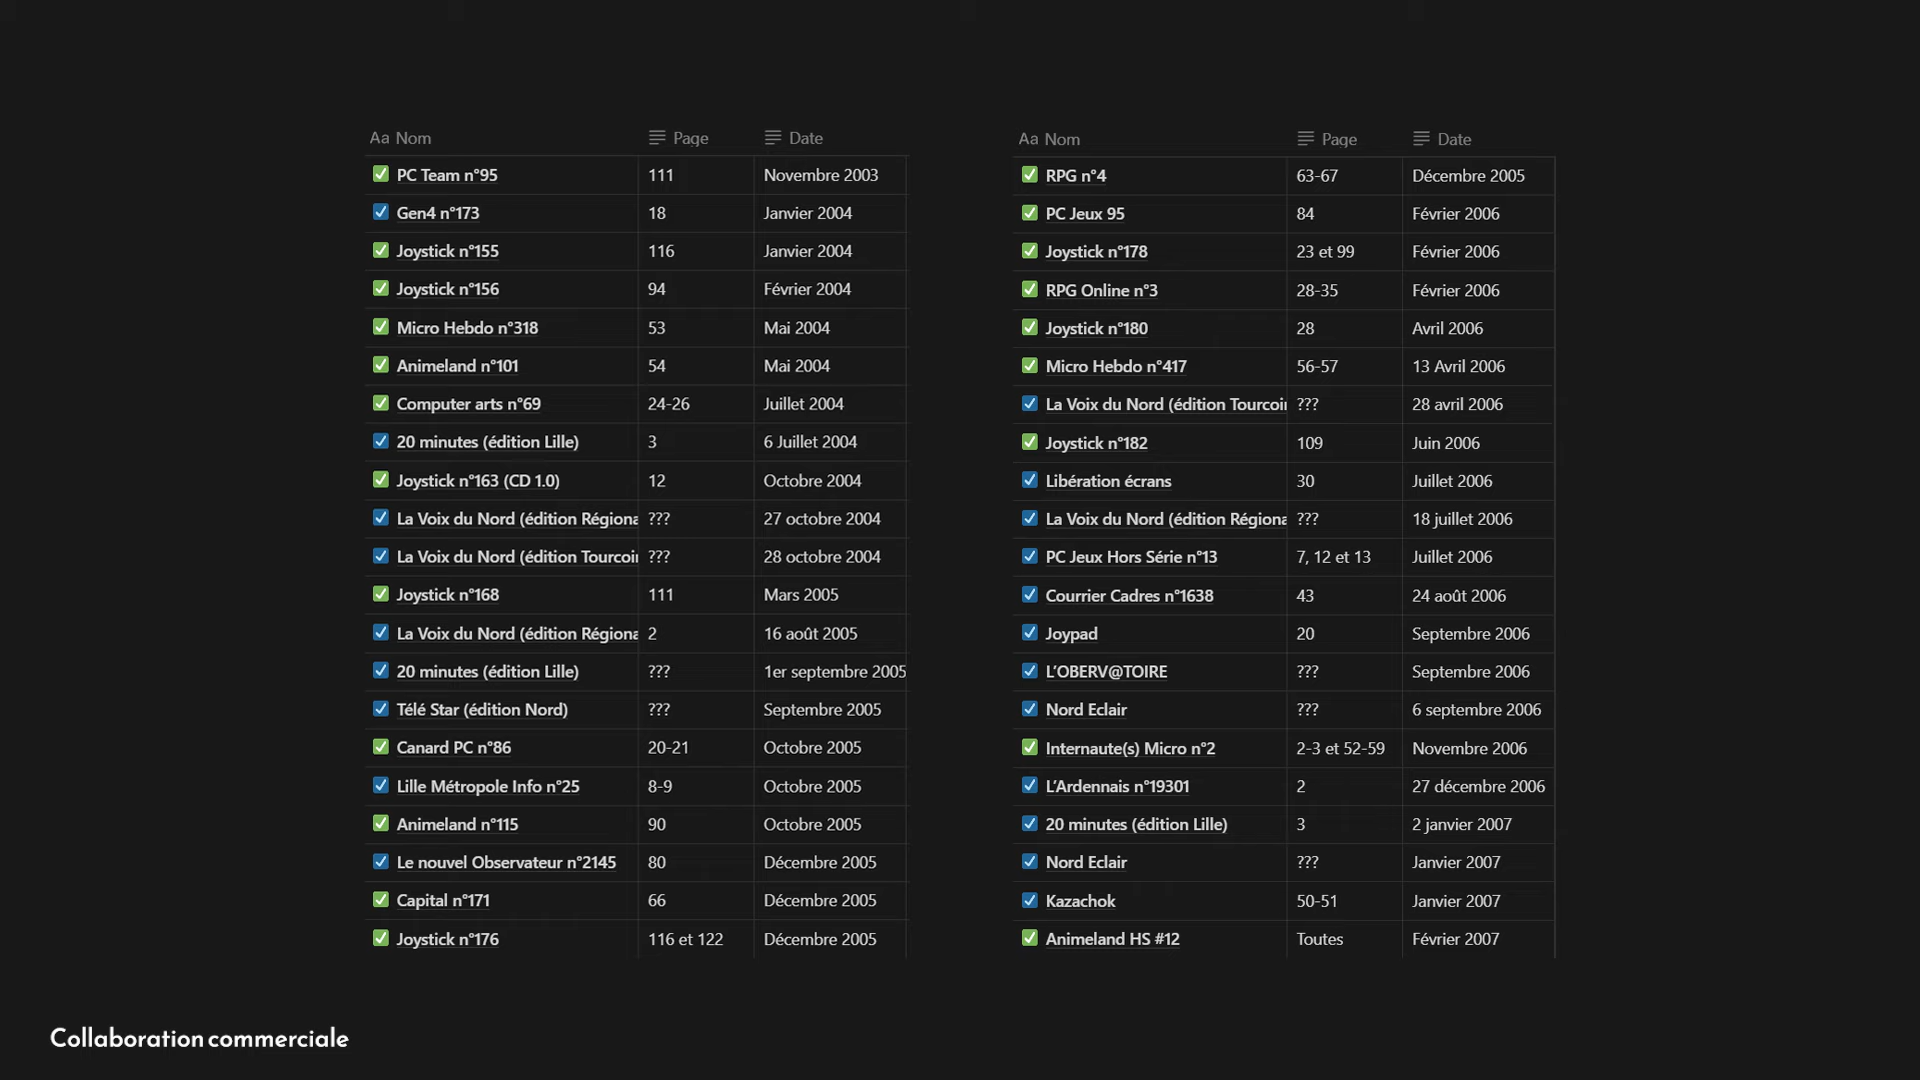 Aa Nom Page Date
PC Team n°95 111 Novembre 2003
Gen4 n°173 18 Janvier 2004
Joystick n°155 116 Janvier 2004
Joystick n°156 94 Février 2004
Micro Hebdo n°318 53 Mai 2004
Animeland n°101 54 Mai 2004
Computer arts n°69 24-26 Juillet 2004
20 minutes (édition Lille) 3 6 Juillet 2004
Joystick n°163 (CD 1.0) 12 Octobre 2004
La Voix du Nord (édition Régiona ??? 27 octobre 2004
La Voix du Nord (édition Tourcoin ??? 28 octobre 2004
Joystick n°168 111 Mars 2005
La Voix du Nord (édition Régiona 2 16 août 2005
20 minutes (édition Lille) ??? 1er septembre 2005
Télé Star (édition Nord) ??? Septembre 2005
Canard PC n°86 20-21 Octobre 2005
Lille Métropole Info n°25 8-9 Octobre 2005
Animeland n°115 90 Octobre 2005
Le nouvel Observateur n°2145 80 Décembre 2005
Capital n°171 66 Décembre 2005
Joystick n°176 116 et 122 Décembre 2005
Aa Nom Page Date
RPG n°4 63-67 Décembre 2005
PC Jeux 95 84 Février 2006
Joystick n°178 23 et 99 Février 2006
RPG Online n°3 28-35 Février 2006
Joystick n°180 28 Avril 2006
Micro Hebdo n°417 56-57 13 Avril 2006
La Voix du Nord (édition Tourcoin ??? 28 avril 2006
Joystick n°182 109 Juin 2006
Libération écrans 30 Juillet 2006
La Voix du Nord (édition Régiona ??? 18 juillet 2006
PC Jeux Hors Série n°13 7, 12 et 13 Juillet 2006
Courrier Cadres n°1638 43 24 août 2006
Joypad 20 Septembre 2006
L'OBERV@TOIRE ??? Septembre 2006
Nord Eclair ??? 6 septembre 2006
Internaute(s) Micro n°2 2-3 et 52-59 Novembre 2006
L'Ardennais n°19301 2 27 décembre 2006
20 minutes (édition Lille) 3 2 janvier 2007
Nord Eclair ??? Janvier 2007
Kazachok 50-51 Janvier 2007
Animeland HS #12 Toutes Février 2007
Collaboration commerciale